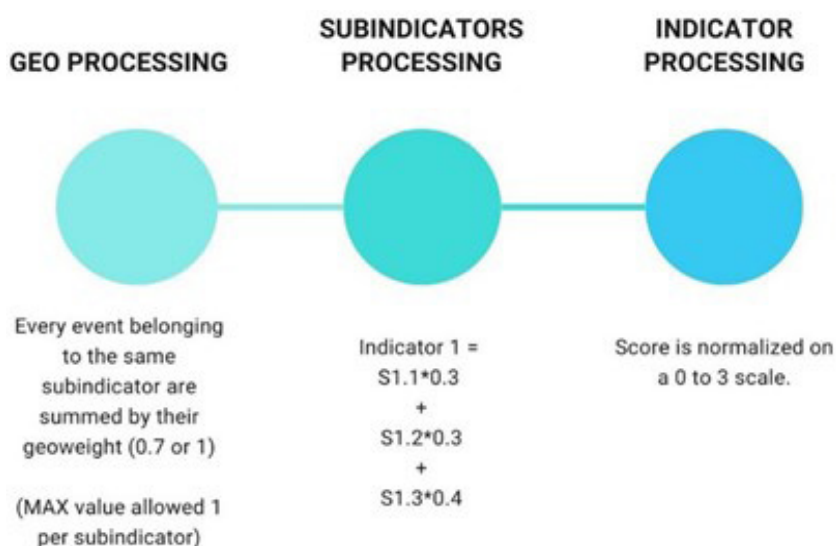 GEO PROCESSING
SUBINDICATORS
PROCESSING
INDICATOR
PROCESSING
Every event belonging
to the same
subindicator are
summed by their
geoweight (0.7 or 1)
(MAX value allowed 1
per subindicator)
Indicator 1 =
S1.1*0.3
+
S1.2*0.3
+
S1.3*0.4
Score is normalized on
a 0 to 3 scale.